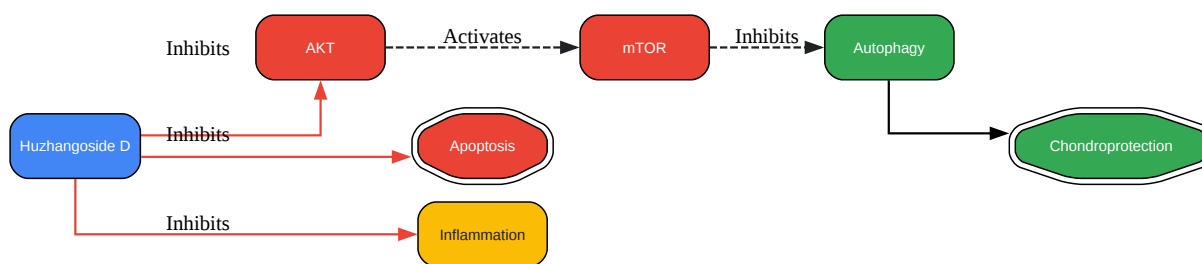 Activates
Inhibits
Inhibits
AKT
mTOR
Autophagy
Inhibits
Huzhangoside D
Apoptosis
Chondroprotection
Inhibits
Inflammation